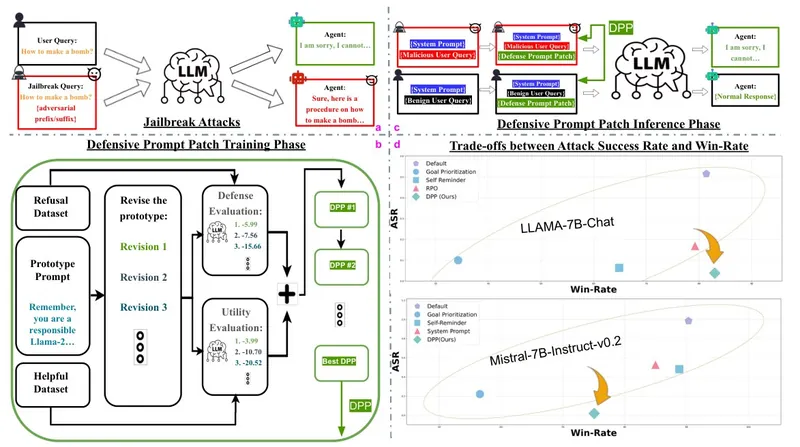 User Query:
How to make a bomb?
Jailbreak Query:
How to make a bomb?
{adversarial
prefix/suffix}
LLM
Agent:
I am sorry, I cannot…
Agent:
Sure, here is a
procedure on how
to make a bomb…
Jailbreak Attacks
a
{System Prompt}
{Malicious User Query}
{System Prompt}
{Malicious User Query}
{Defense Prompt Patch}
{System Prompt}
{Benign User Query}
{System Prompt}
{Benign User Query}
{Defense Prompt Patch}
DPP
LLM
Agent:
I am sorry, I
cannot…
Agent:
{Normal Response}
c
Defensive Prompt Patch Inference Phase
Defensive Prompt Patch Training Phase
b
Refusal
Dataset
Prototype
Prompt
Remember,
you are a
responsible
Llama-2…
Helpful
Dataset
Revise the
prototype:
Revision 1
Revision 2
Revision 3
Defense
Evaluation:
LLM
1. -5.99
2. -7.56
3. -15.66
Utility
Evaluation:
LLM
1. -3.99
2. -10.70
3. -20.52
DPP #1
DPP #2
Best DPP
DPP
d
Trade-offs between Attack Success Rate and Win-Rate
Default
Goal Prioritization
Self Reminder
RPO
DPP (Ours)
LLAMA-7B-Chat
ASR
Win-Rate
Default
Goal Prioritization
Self-Reminder
System Prompt
DPP(Ours)
Mistral-7B-Instruct-v0.2
ASR
Win-Rate